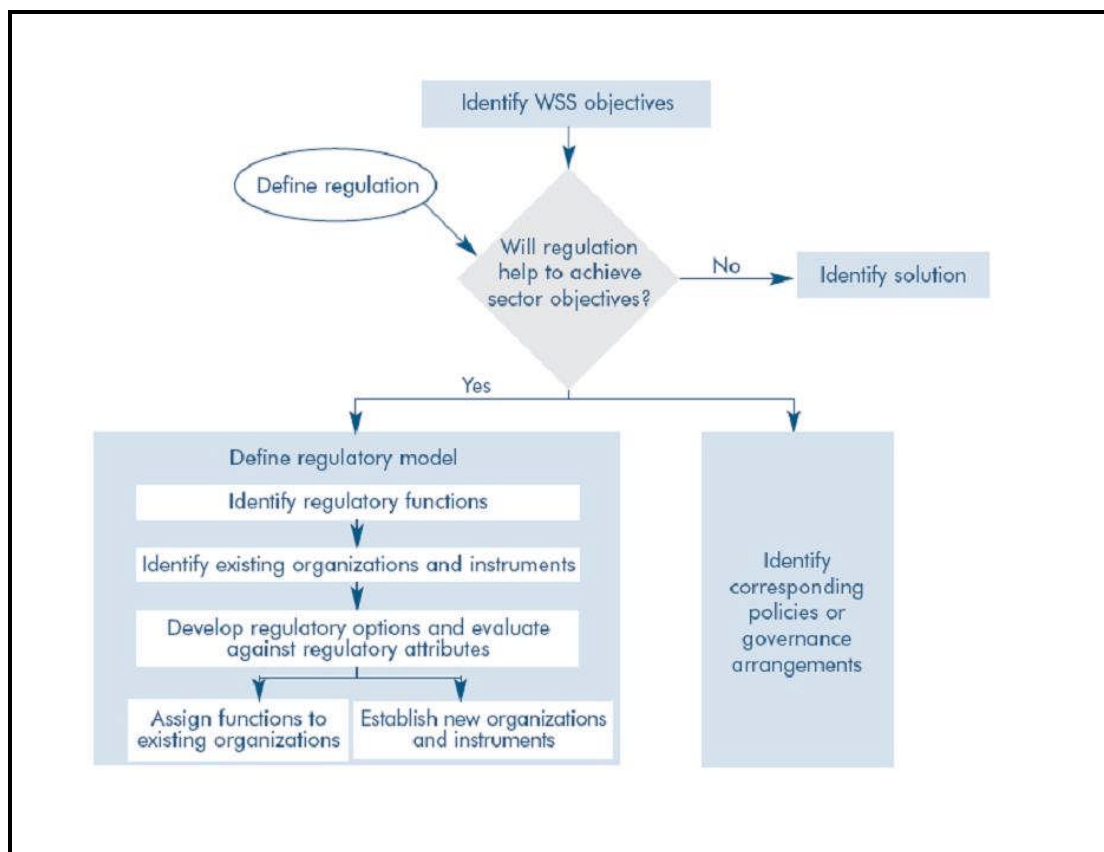 Identify WSS objectives
Define regulation
Will regulation
help to achieve
sector objectives?
No
Identify solution
Yes
Define regulatory model
Identify regulatory functions
Identify existing organizations and instruments
Develop regulatory options and evaluate
against regulatory attributes
Assign functions to
existing organizations
Establish new organizations
and instruments
Identify
corresponding
policies or
governance
arrangements